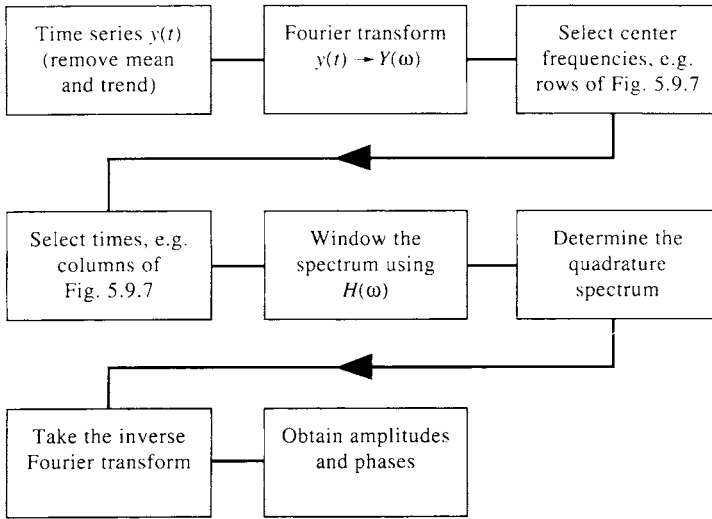 Time series y(t)
(remove mean
and trend)
Fourier transform
y(t) → Y(ω)
Select center
frequencies, e.g.
rows of Fig. 5.9.7
Select times, e.g.
columns of
Fig. 5.9.7
Window the
spectrum using
H(ω)
Determine the
quadrature
spectrum
Take the inverse
Fourier transform
Obtain amplitudes
and phases